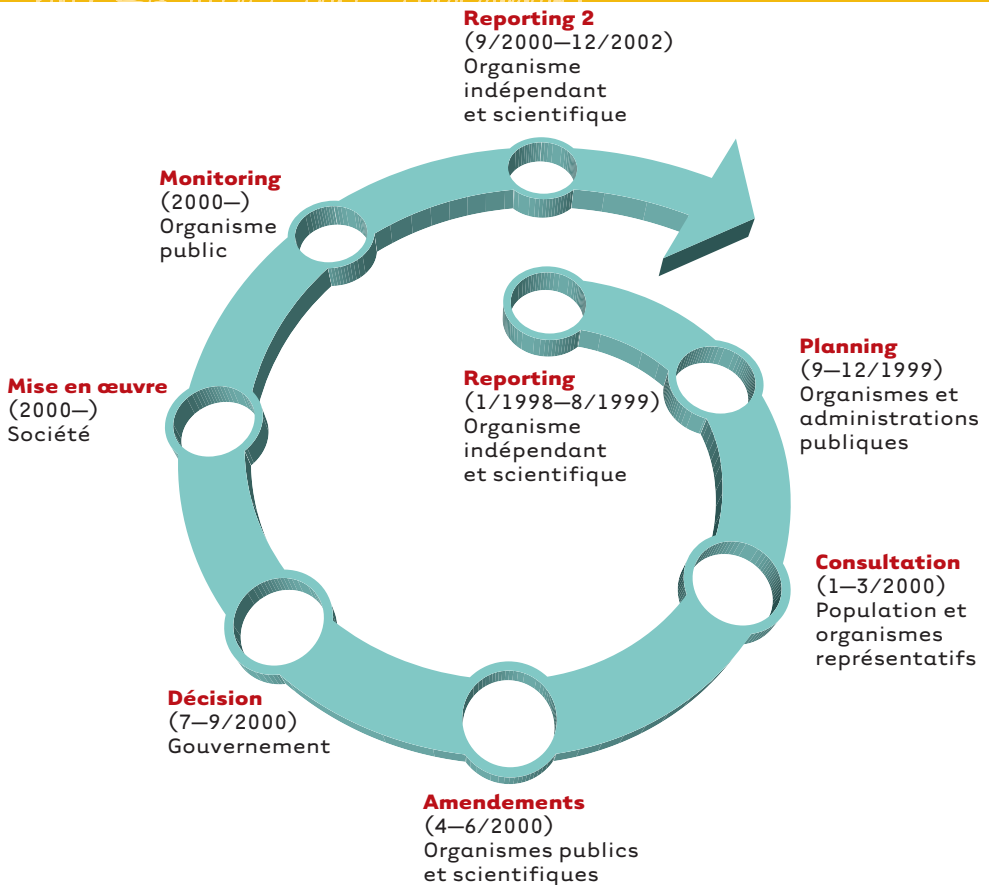 Reporting 2
(9/2000—12/2002)
Organisme
indépendant
et scientifique
Monitoring
(2000—)
Organisme
public
Mise en œuvre
(2000—)
Société
Reporting
(1/1998—8/1999)
Organisme
indépendant
et scientifique
Planning
(9—12/1999)
Organismes et
administrations
publiques
Consultation
(1—3/2000)
Population et
organismes
représentatifs
Décision
(7—9/2000)
Gouvernement
Amendements
(4—6/2000)
Organismes publics
et scientifiques